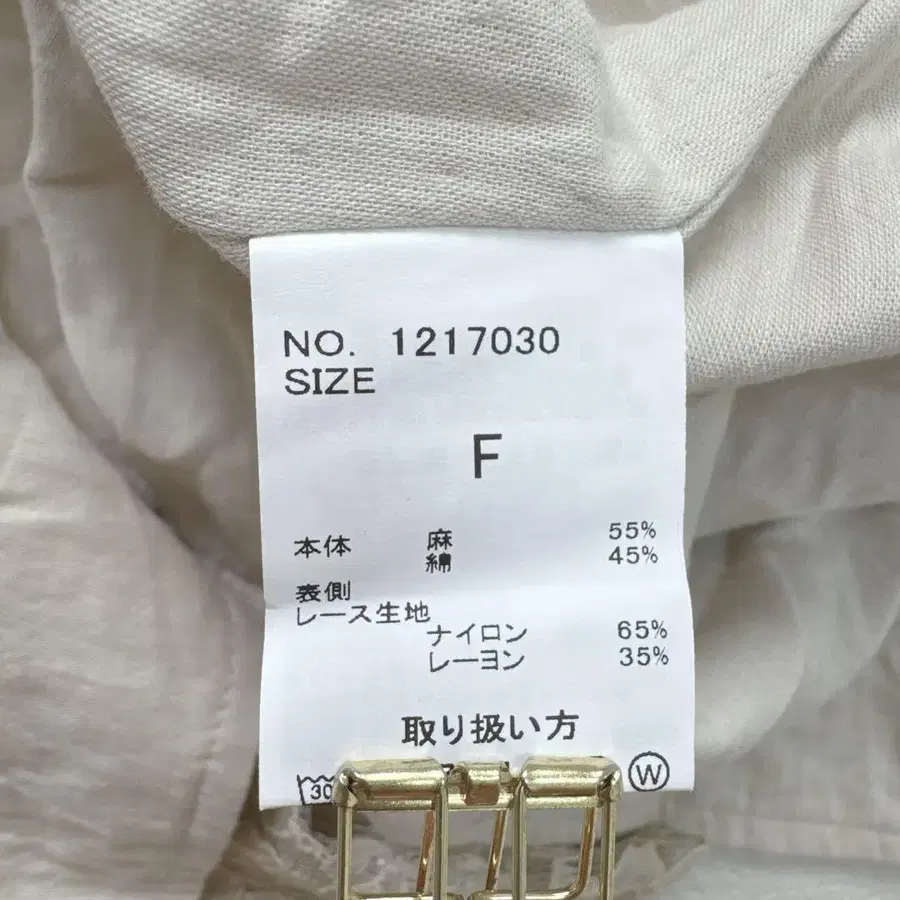 NO. 1217030
SIZE
F
本体 麻 55%
綿 45%
表側
レース生地
ナイロン 65%
レーヨン 35%
取り扱い方
30 W